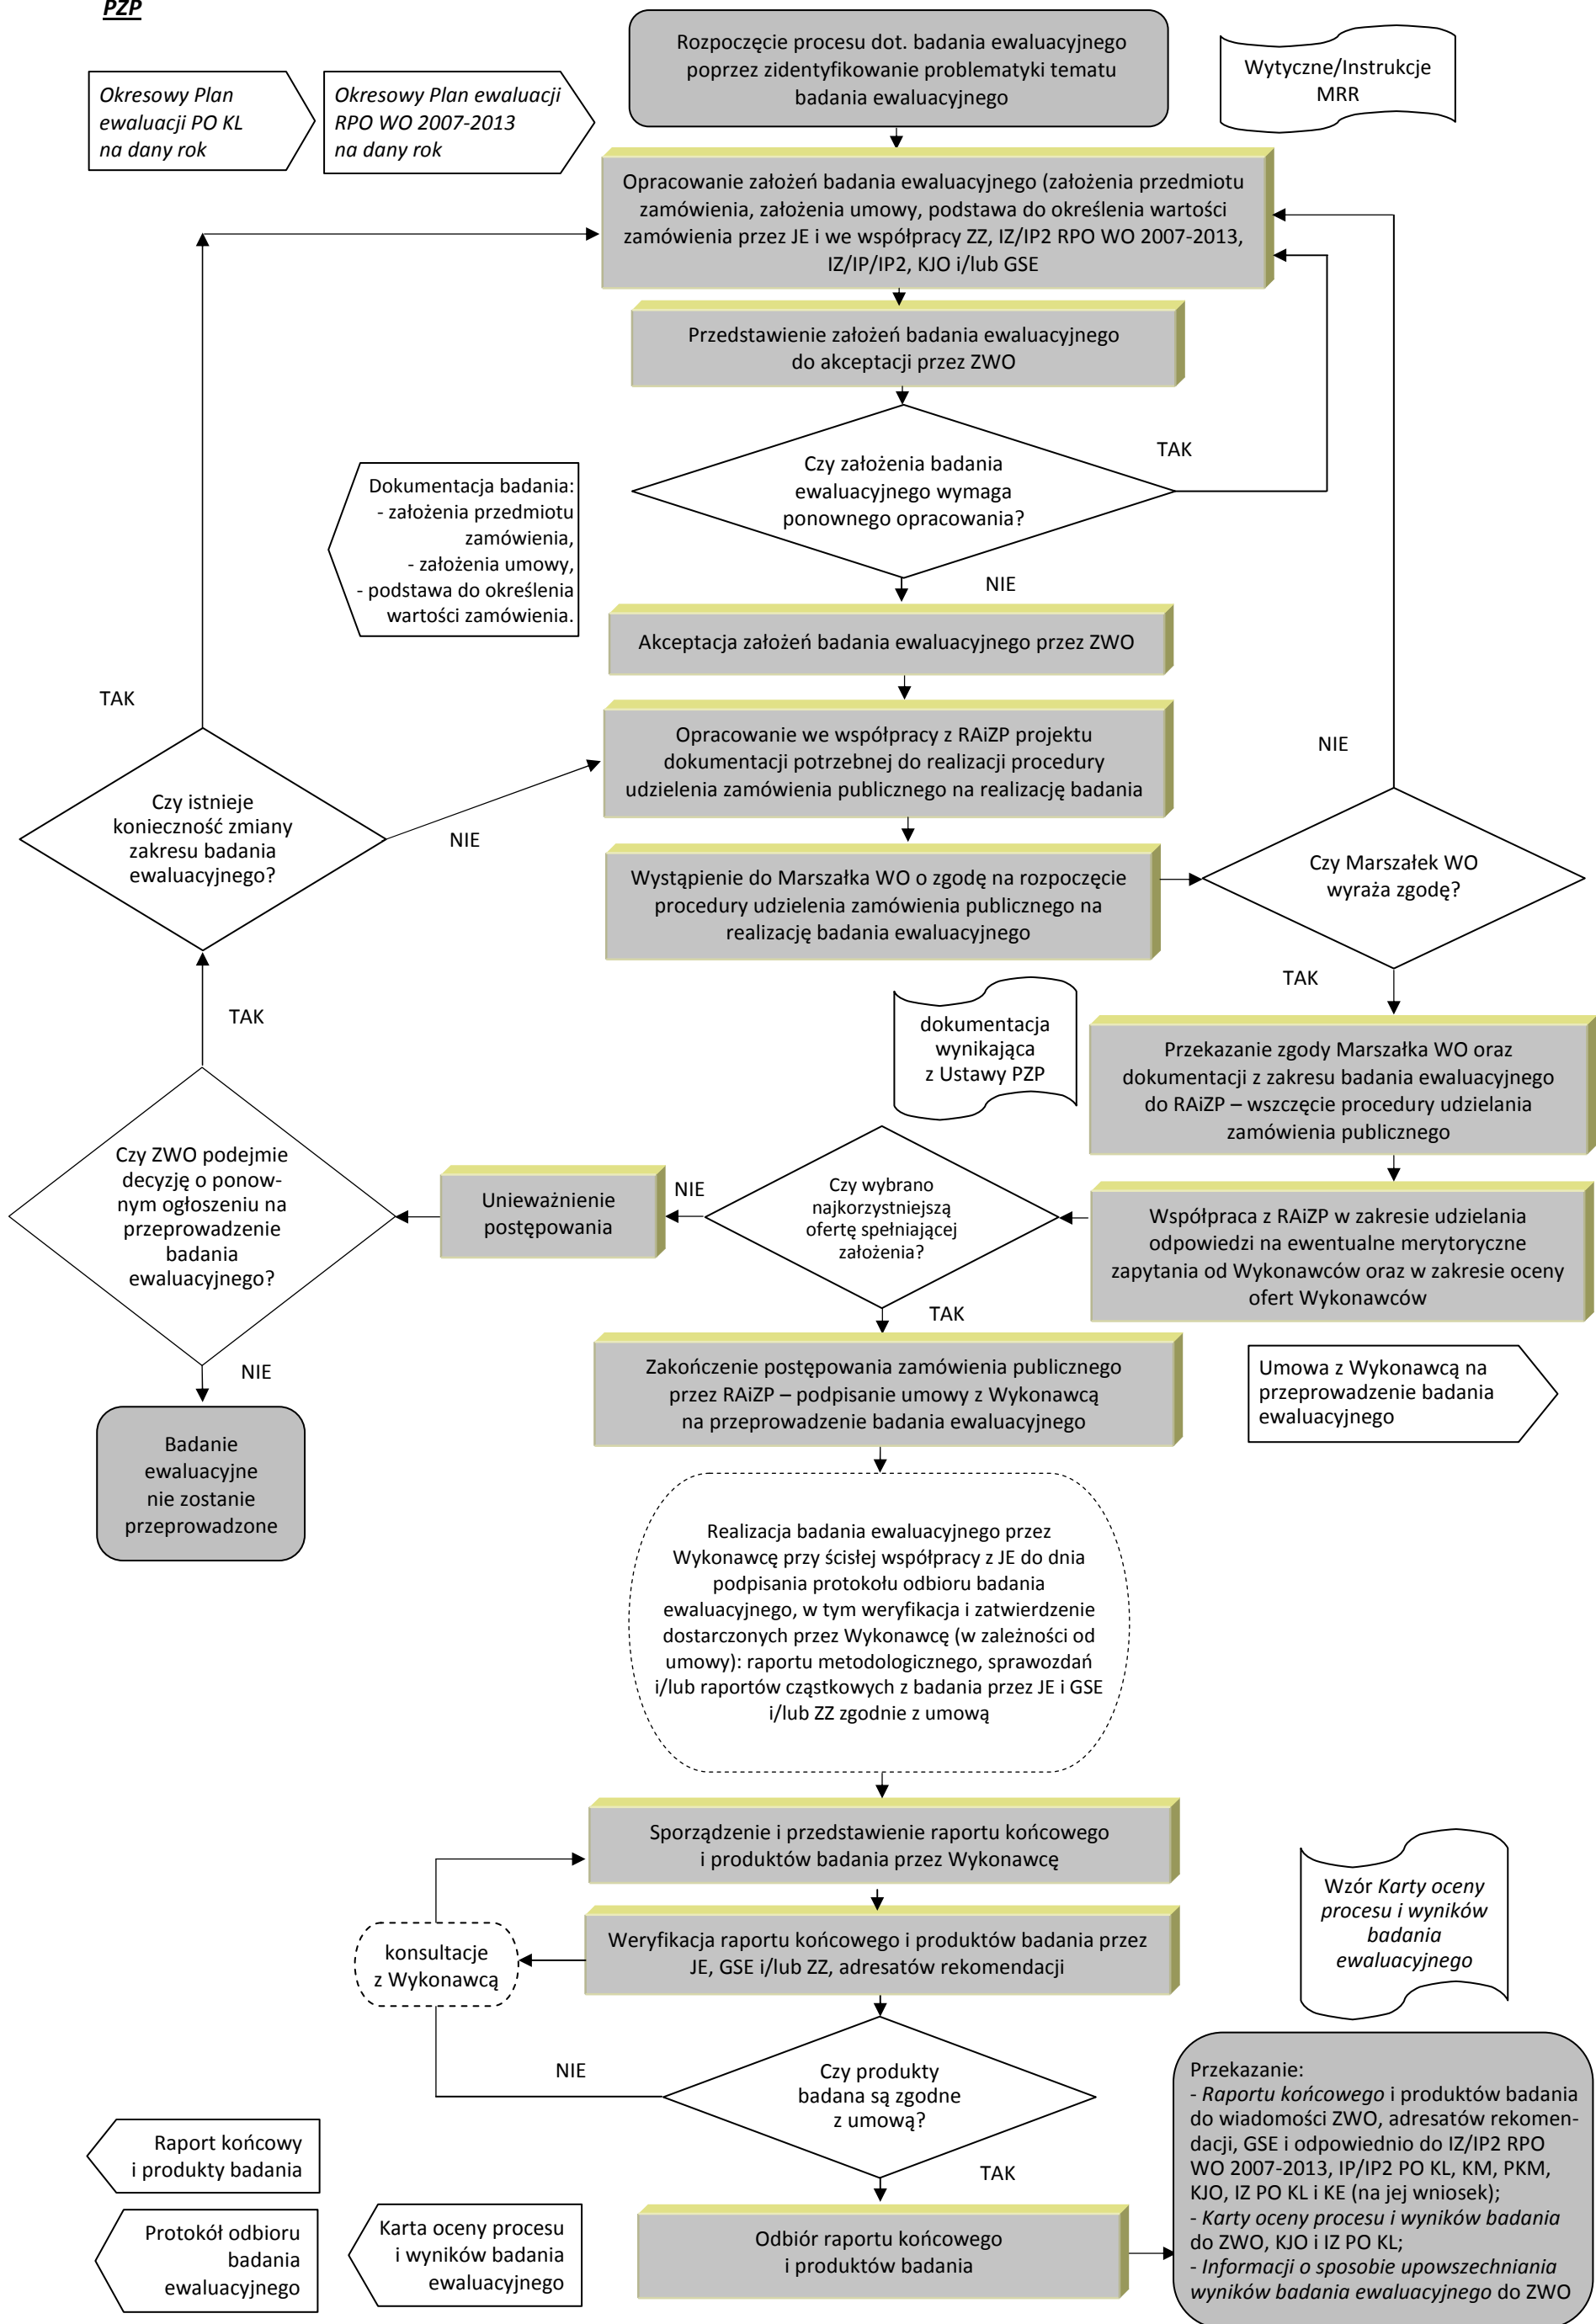 PZP
Rozpoczęcie procesu dot. badania ewaluacyjnego
poprzez zidentyfikowanie problematyki tematu
badania ewaluacyjnego
Wytyczne/Instrukcje
MRR
Okresowy Plan
ewaluacji PO KL
na dany rok
Okresowy Plan ewaluacji
RPO WO 2007-2013
na dany rok
Opracowanie założeń badania ewaluacyjnego (założenia przedmiotu
zamówienia, założenia umowy, podstawa do określenia wartości
zamówienia przez JE i we współpracy ZZ, IZ/IP2 RPO WO 2007-2013,
IZ/IP/IP2, KJO i/lub GSE
Przedstawienie założeń badania ewaluacyjnego
do akceptacji przez ZWO
TAK
Czy założenia badania
ewaluacyjnego wymaga
ponownego opracowania?
Dokumentacja badania:
- założenia przedmiotu
zamówienia,
- założenia umowy,
- podstawa do określenia
wartości zamówienia.
NIE
Akceptacja założeń badania ewaluacyjnego przez ZWO
TAK
Opracowanie we współpracy z RAiZP projektu
dokumentacji potrzebnej do realizacji procedury
udzielenia zamówienia publicznego na realizację badania
NIE
Czy istnieje
konieczność zmiany
zakresu badania
ewaluacyjnego?
NIE
Wystąpienie do Marszałka WO o zgodę na rozpoczęcie
procedury udzielenia zamówienia publicznego na
realizację badania ewaluacyjnego
Czy Marszałek WO
wyraża zgodę?
TAK
TAK
dokumentacja
wynikająca
z Ustawy PZP
Przekazanie zgody Marszałka WO oraz
dokumentacji z zakresu badania ewaluacyjnego
do RAiZP – wszczęcie procedury udzielania
zamówienia publicznego
Czy ZWO podejmie
decyzję o ponow-
nym ogłoszeniu na
przeprowadzenie
badania
ewaluacyjnego?
Unieważnienie
postępowania
NIE
Czy wybrano
najkorzystniejszą
ofertę spełniającej
założenia?
Współpraca z RAiZP w zakresie udzielania
odpowiedzi na ewentualne merytoryczne
zapytania od Wykonawców oraz w zakresie oceny
ofert Wykonawców
TAK
NIE
Zakończenie postępowania zamówienia publicznego
przez RAiZP – podpisanie umowy z Wykonawcą
na przeprowadzenie badania ewaluacyjnego
Umowa z Wykonawcą na
przeprowadzenie badania
ewaluacyjnego
Badanie
ewaluacyjne
nie zostanie
przeprowadzone
Realizacja badania ewaluacyjnego przez
Wykonawcę przy ścisłej współpracy z JE do dnia
podpisania protokołu odbioru badania
ewaluacyjnego, w tym weryfikacja i zatwierdzenie
dostarczonych przez Wykonawcę (w zależności od
umowy): raportu metodologicznego, sprawozdań
i/lub raportów cząstkowych z badania przez JE i GSE
i/lub ZZ zgodnie z umową
Sporządzenie i przedstawienie raportu końcowego
i produktów badania przez Wykonawcę
Wzór Karty oceny
procesu i wyników
badania
ewaluacyjnego
konsultacje
z Wykonawcą
Weryfikacja raportu końcowego i produktów badania przez
JE, GSE i/lub ZZ, adresatów rekomendacji
NIE
Czy produkty
badana są zgodne
z umową?
Przekazanie:
- Raportu końcowego i produktów badania
do wiadomości ZWO, adresatów rekomen-
dacji, GSE i odpowiednio do IZ/IP2 RPO
WO 2007-2013, IP/IP2 PO KL, KM, PKM,
KJO, IZ PO KL i KE (na jej wniosek);
- Karty oceny procesu i wyników badania
do ZWO, KJO i IZ PO KL;
- Informacji o sposobie upowszechniania
wyników badania ewaluacyjnego do ZWO
Raport końcowy
i produkty badania
TAK
Protokół odbioru
badania
ewaluacyjnego
Karta oceny procesu
i wyników badania
ewaluacyjnego
Odbiór raportu końcowego
i produktów badania